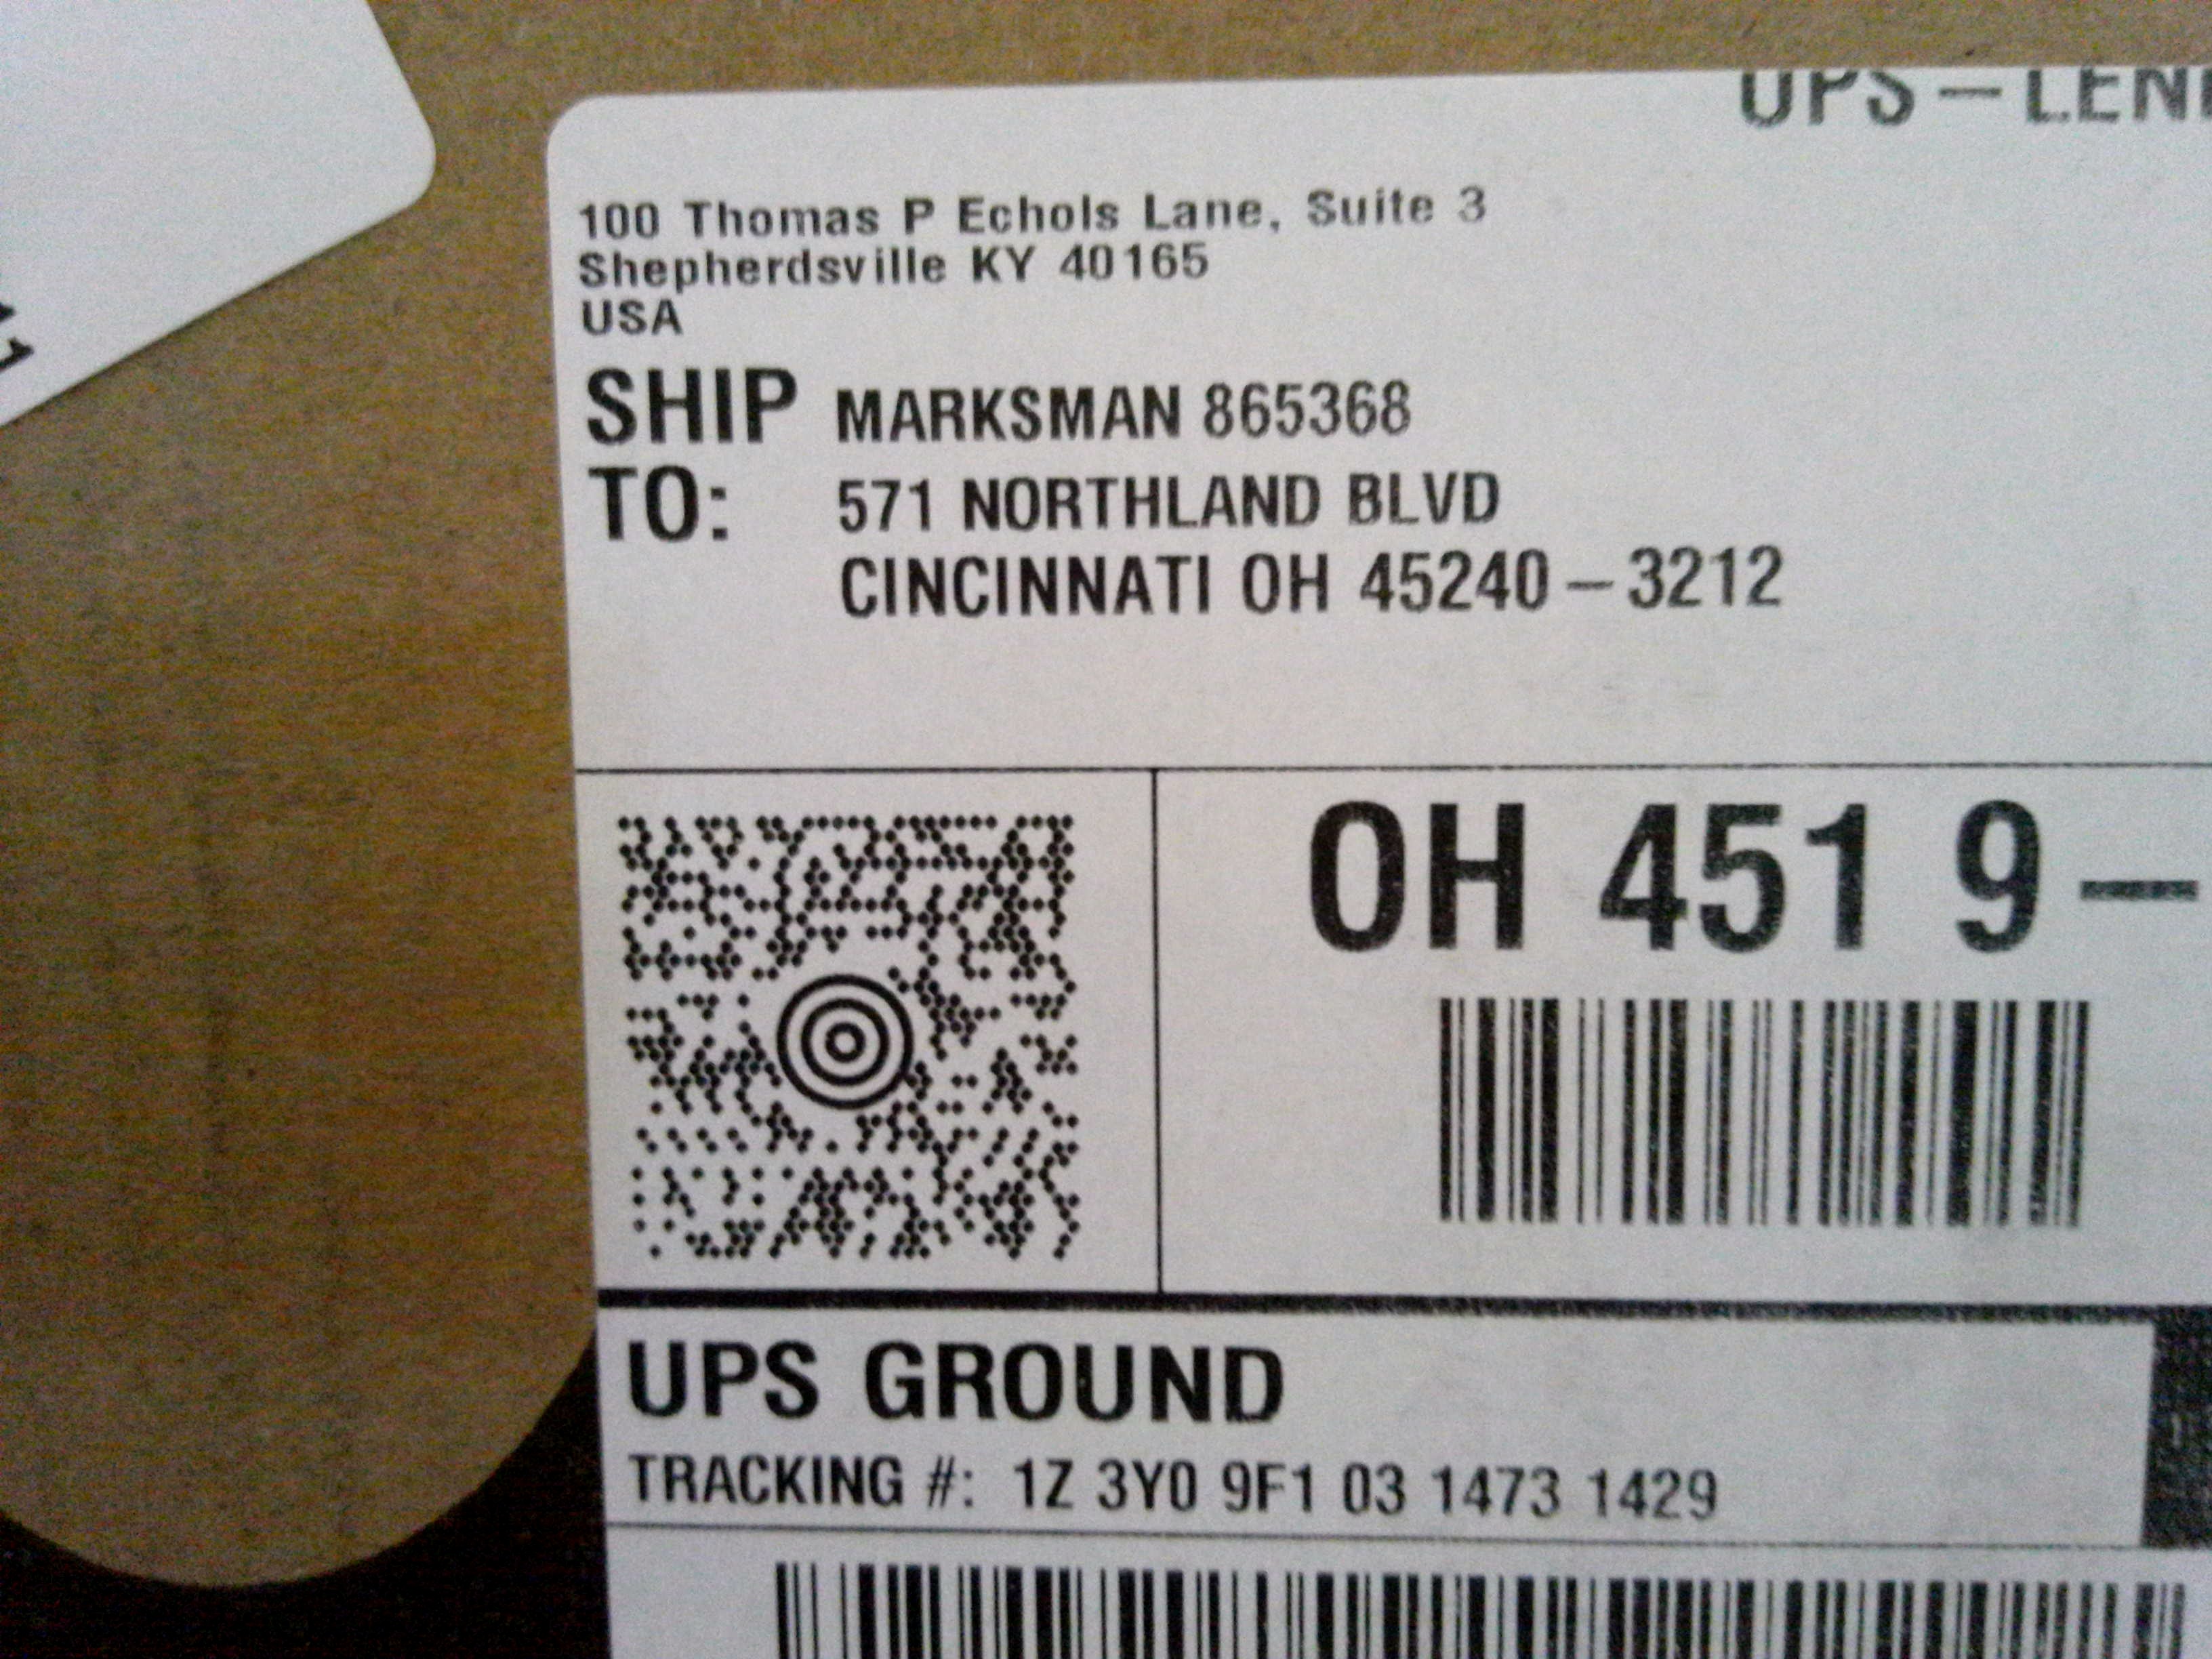 UPS – LEN
100 Thomas P Echols Lane, Suite 3
Shepherdsville KY 40165
USA
SHIP TO: MARKSMAN 865368
571 NORTHLAND BLVD
CINCINNATI OH 45240 – 3212
OH 451 9 –
UPS GROUND
TRACKING #: 1Z 3Y0 9F1 03 1473 1429